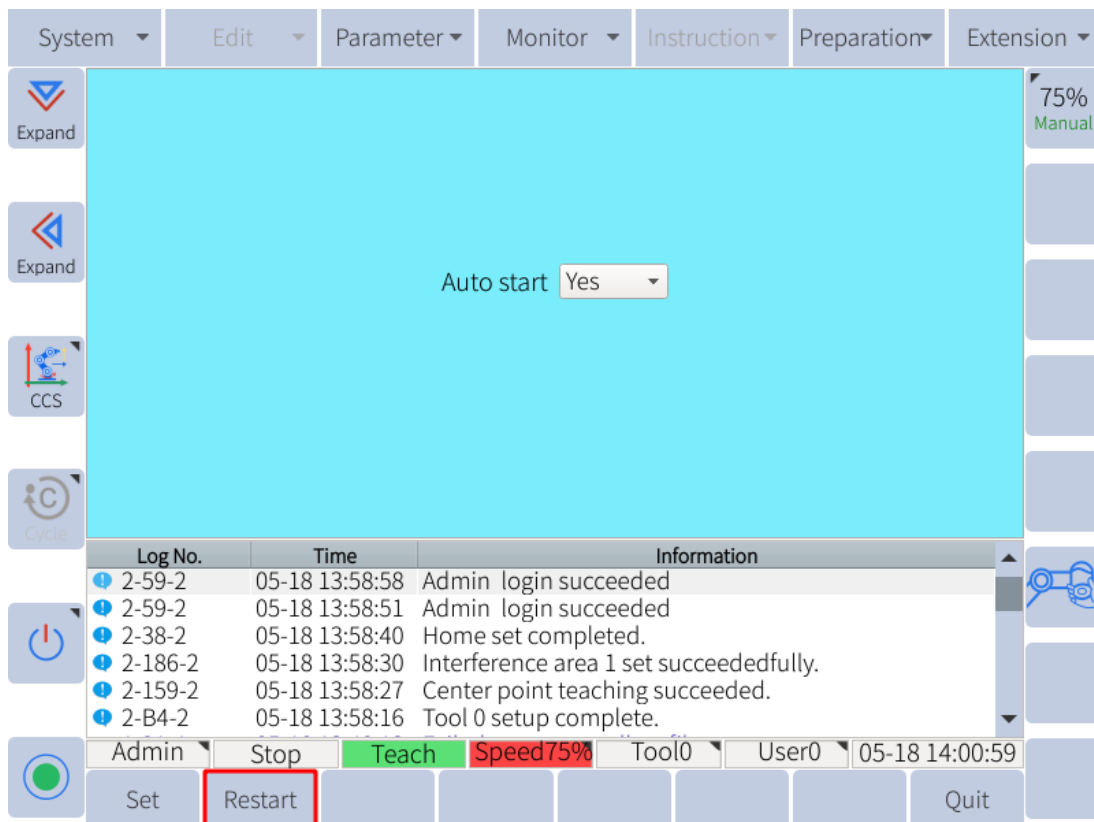 System Edit Parameter Monitor Instruction Preparation Extension
Expand
75%
Manual
Expand
Auto start Yes
CCS
Cycle
Log No. Time Information
2-59-2 05-18 13:58:58 Admin login succeeded
2-59-2 05-18 13:58:51 Admin login succeeded
2-38-2 05-18 13:58:40 Home set completed.
2-186-2 05-18 13:58:30 Interference area 1 set succeededfully.
2-159-2 05-18 13:58:27 Center point teaching succeeded.
2-B4-2 05-18 13:58:16 Tool 0 setup complete.
Admin Stop Teach Speed75% Tool0 User0 05-18 14:00:59
Set Restart Quit